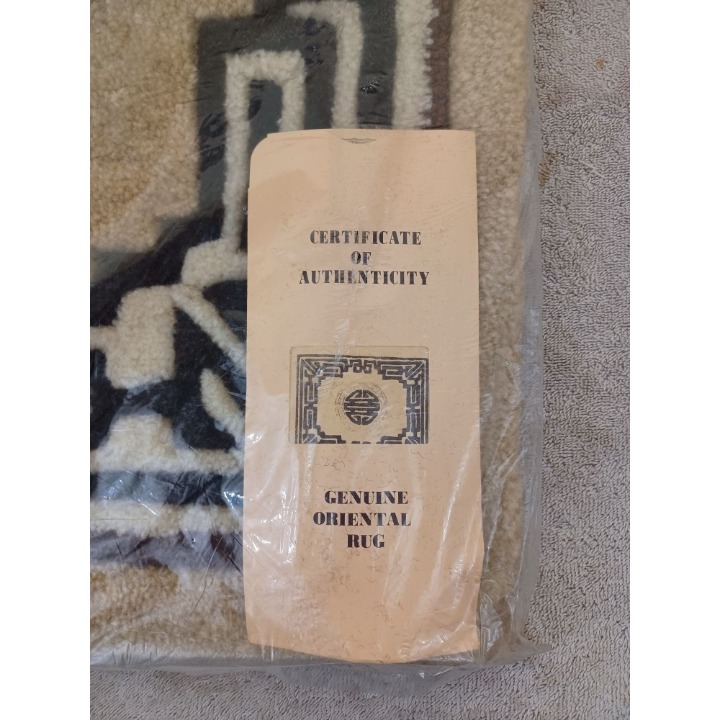 CERTIFICATE
OF
AUTHENTICITY
GENUINE
ORIENTAL
RUG